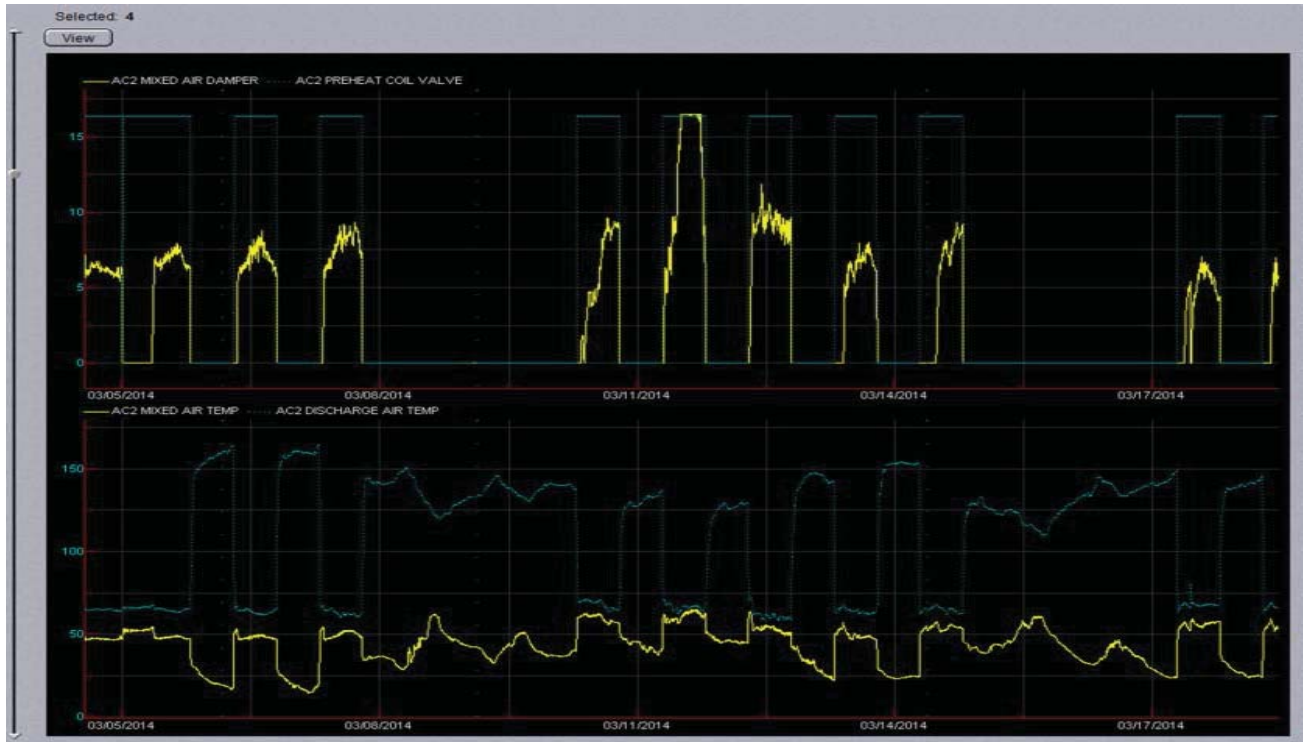 Selected: 4
View
AC2 MIXED AIR DAMPER AC2 PREHEAT COIL VALVE
15
10
5
0
03/05/2014 03/08/2014 03/11/2014 03/14/2014 03/17/2014
AC2 MIXED AIR TEMP AC2 DISCHARGE AIR TEMP
150
100
50
0
03/05/2014 03/08/2014 03/11/2014 03/14/2014 03/17/2014